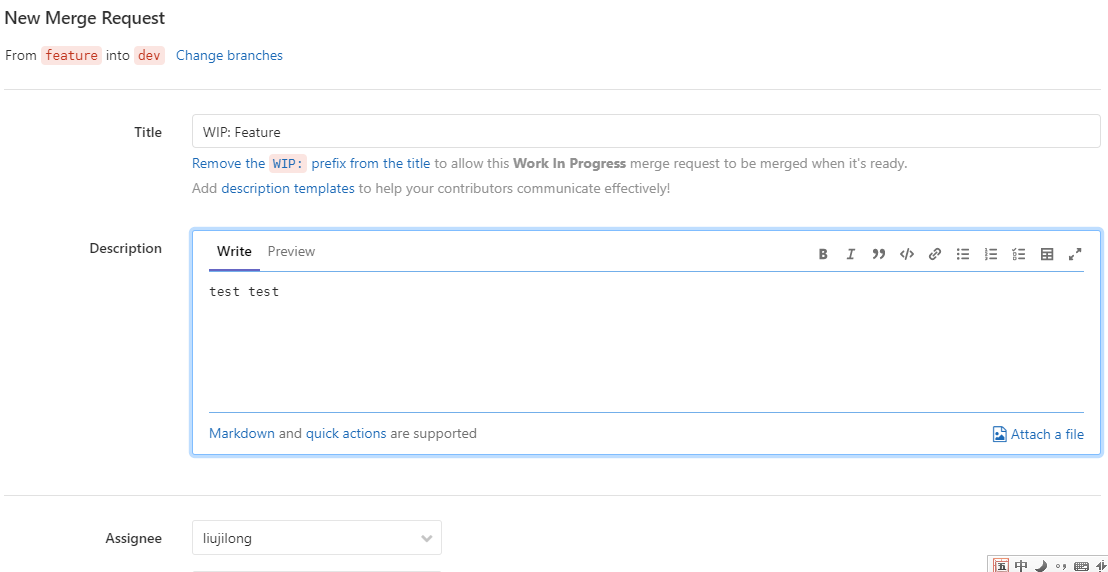 New Merge Request
From feature into dev Change branches
Title
WIP: Feature
Remove the WIP: prefix from the title to allow this Work In Progress merge request to be merged when it's ready.
Add description templates to help your contributors communicate effectively!
Description
Write Preview
test test
Markdown and quick actions are supported
Attach a file
Assignee
liujilong
五 中